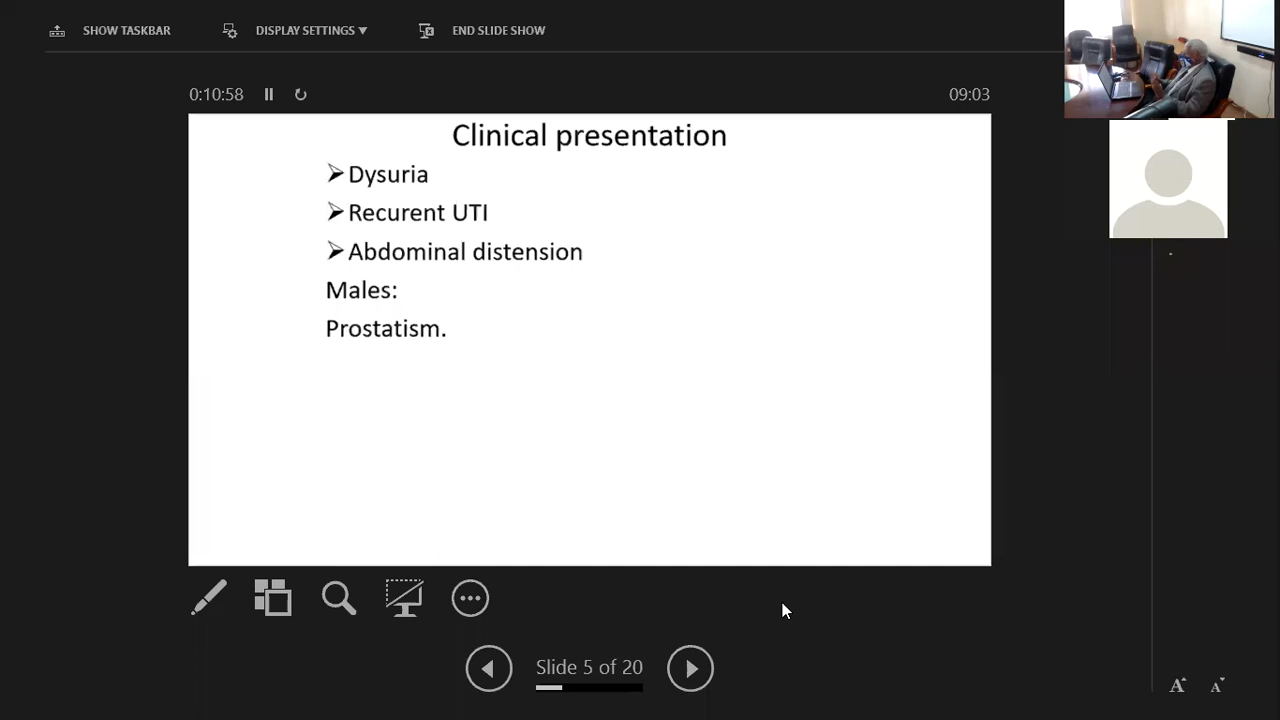 SHOW TASKBAR DISPLAY SETTINGS ▼ END SLIDE SHOW
0:10:58 09:03
Clinical presentation
➢Dysuria
➢Recurent UTI
➢Abdominal distension
Males:
Prostatism.
Slide 5 of 20
A A